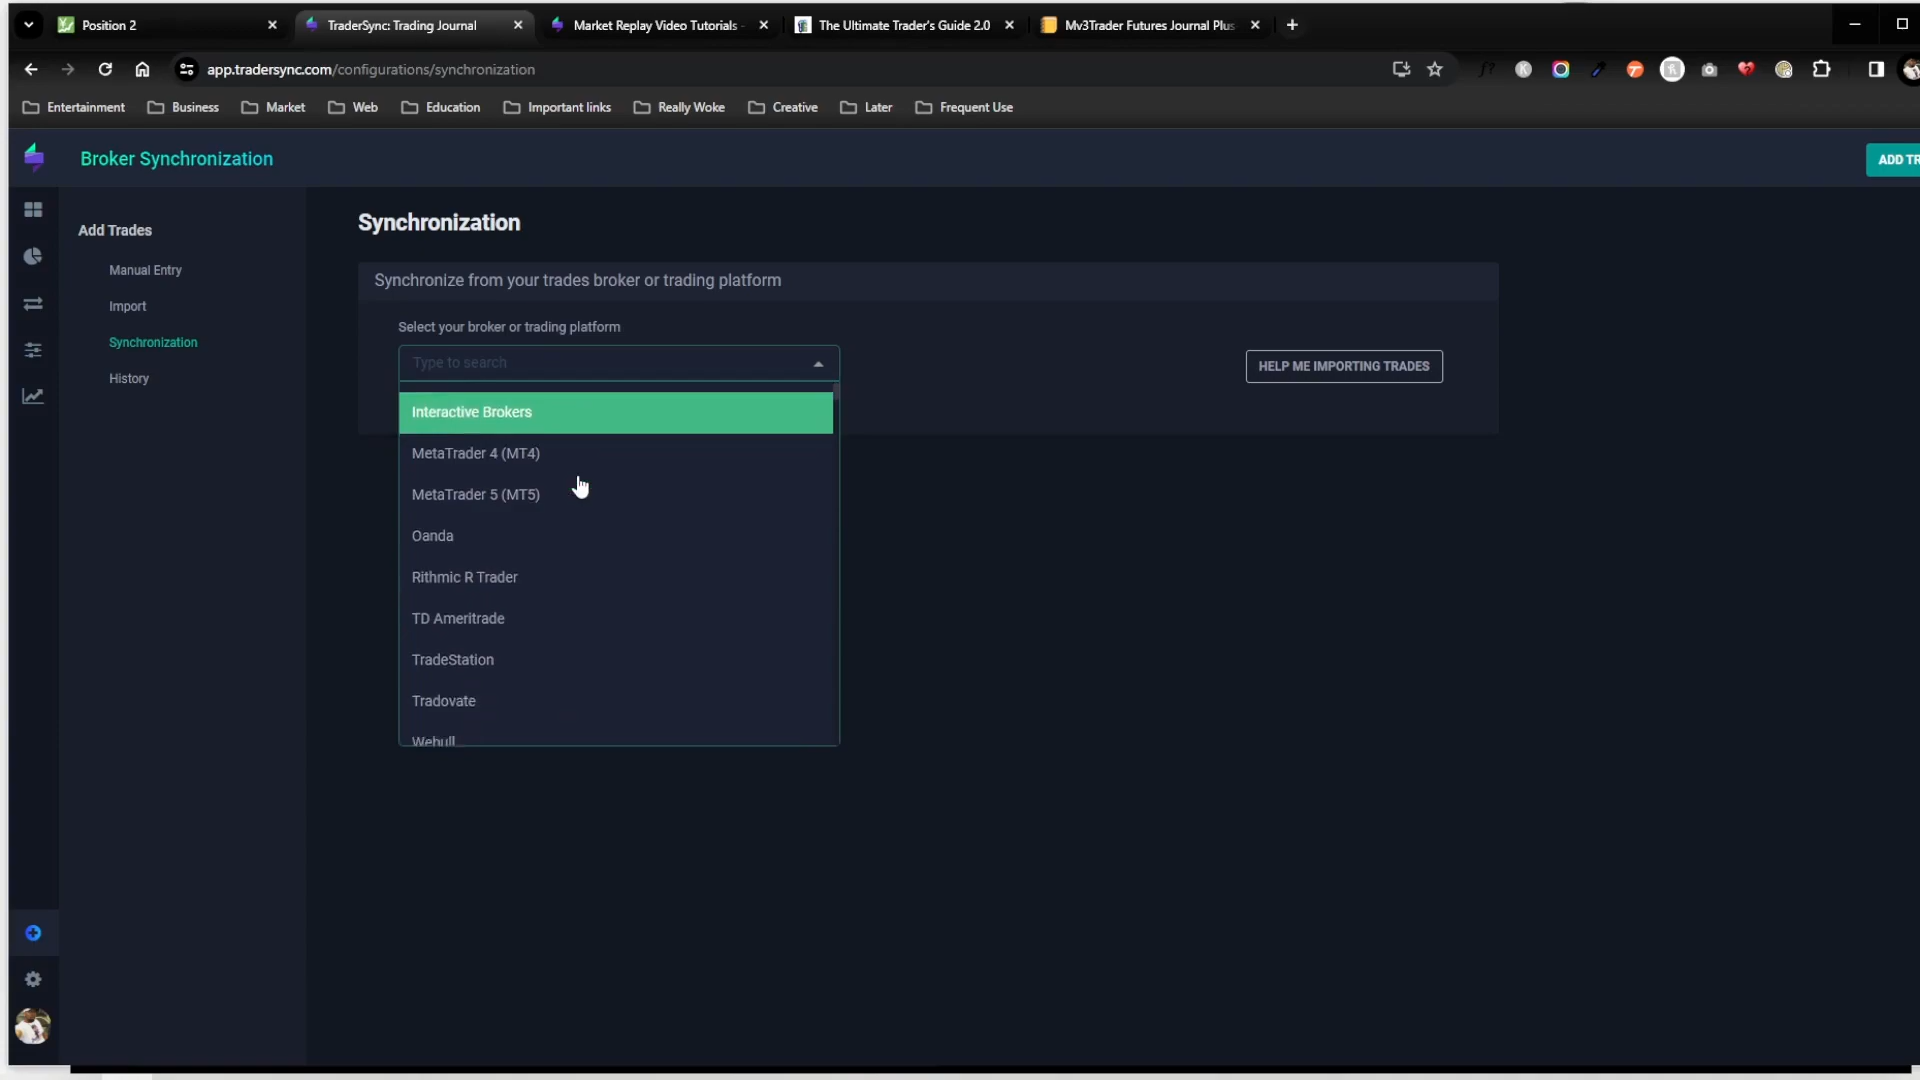 Position 2
TraderSync: Trading Journal
Market Replay Video Tutorials -
The Ultimate Trader's Guide 2.0
Mv3Trader Futures Journal Plus
app.tradersync.com/configurations/synchronization
Entertainment
Business
Market
Web
Education
Important links
Really Woke
Creative
Later
Frequent Use
Broker Synchronization
ADD TR
Add Trades
Manual Entry
Import
Synchronization
History
Synchronization
Synchronize from your trades broker or trading platform
Select your broker or trading platform
Type to search
HELP ME IMPORTING TRADES
Interactive Brokers
MetaTrader 4 (MT4)
MetaTrader 5 (MT5)
Oanda
Rithmic R Trader
TD Ameritrade
TradeStation
Tradovate
Webull